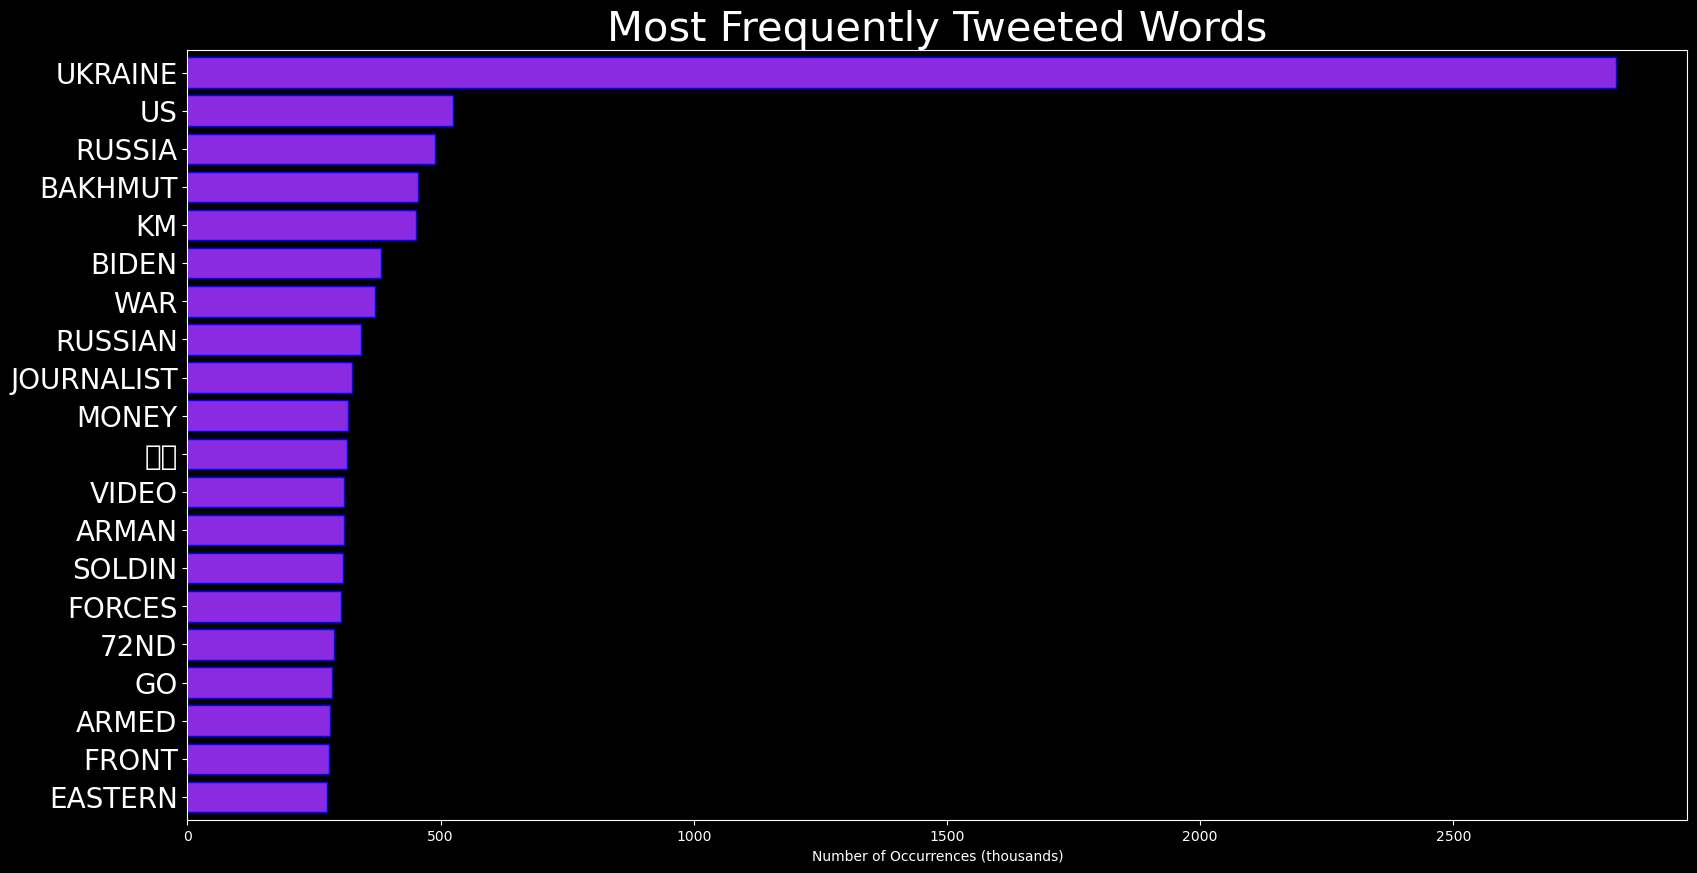 Most Frequently Tweeted Words
UKRAINE
US
RUSSIA
BAKHMUT
KM
BIDEN
WAR
RUSSIAN
JOURNALIST
MONEY
VIDEO
ARMAN
SOLDIN
FORCES
72ND
GO
ARMED
FRONT
EASTERN
0 500 1000 1500 2000 2500
Number of Occurrences (thousands)